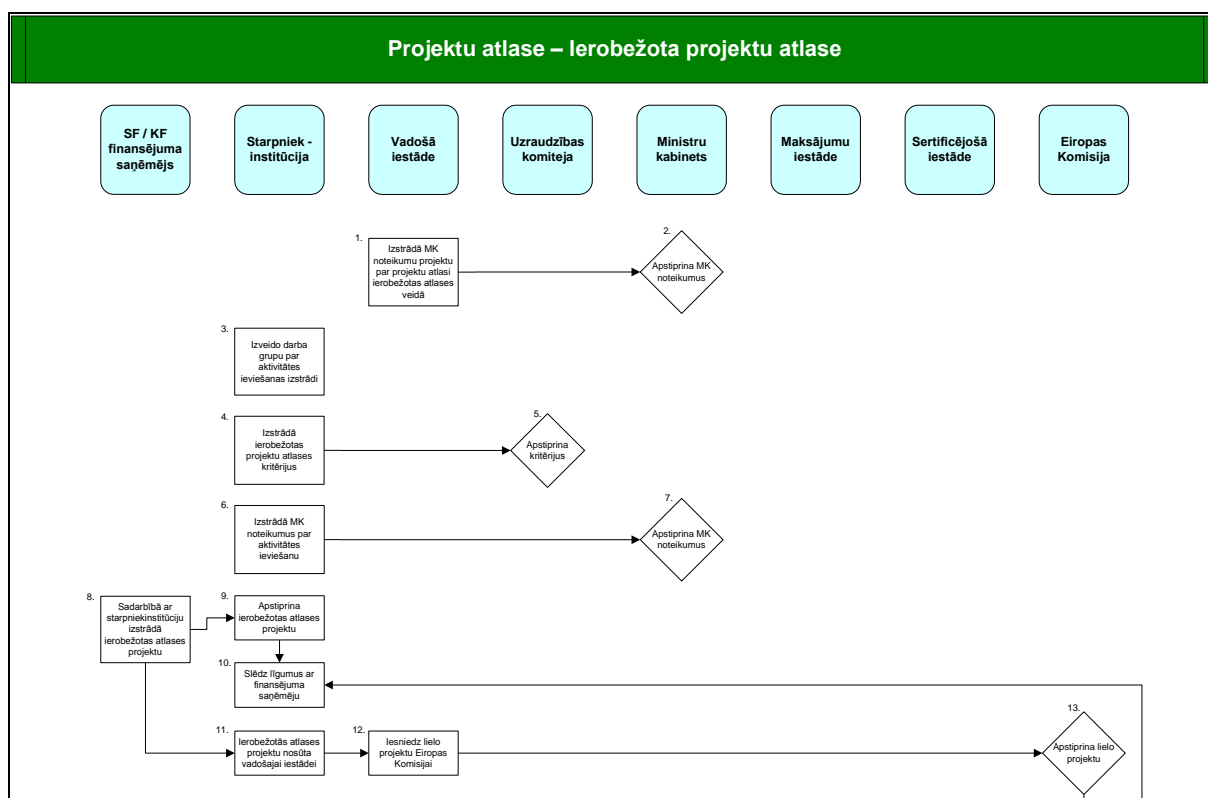 Projektu atlase – Ierobežota projektu atlase
SF / KF
finansējuma
saņēmējs
Starpniek -
institūcija
Vadošā
iestāde
Uzraudzības
komiteja
Ministru
kabinets
Maksājumu
iestāde
Sertificējošā
iestāde
Eiropas
Komisija
1.
Izstrādā MK
noteikumu projektu
par projektu atlasi
ierobežotas atlases
veidā
2.
Apstiprina MK
noteikumus
3.
Izveido darba
grupu par
aktivitātes
ieviešanas izstrādi
4.
Izstrādā
ierobežotas
projektu atlases
kritērijus
5.
Apstiprina
kritērijus
6.
Izstrādā MK
noteikumus par
aktivitātes
ieviešanu
7.
Apstiprina MK
noteikumus
8.
Sadarbībā ar
starpniekinstitūciju
izstrādā
ierobežotas atlases
projektu
9.
Apstiprina
ierobežotas atlases
projektu
10.
Slēdz līgumus ar
finansējuma
saņēmēju
11.
Ierobežotās atlases
projektu nosūta
vadošajai iestādei
12.
Iesniedz lielo
projektu Eiropas
Komisijai
13.
Apstiprina lielo
projektu